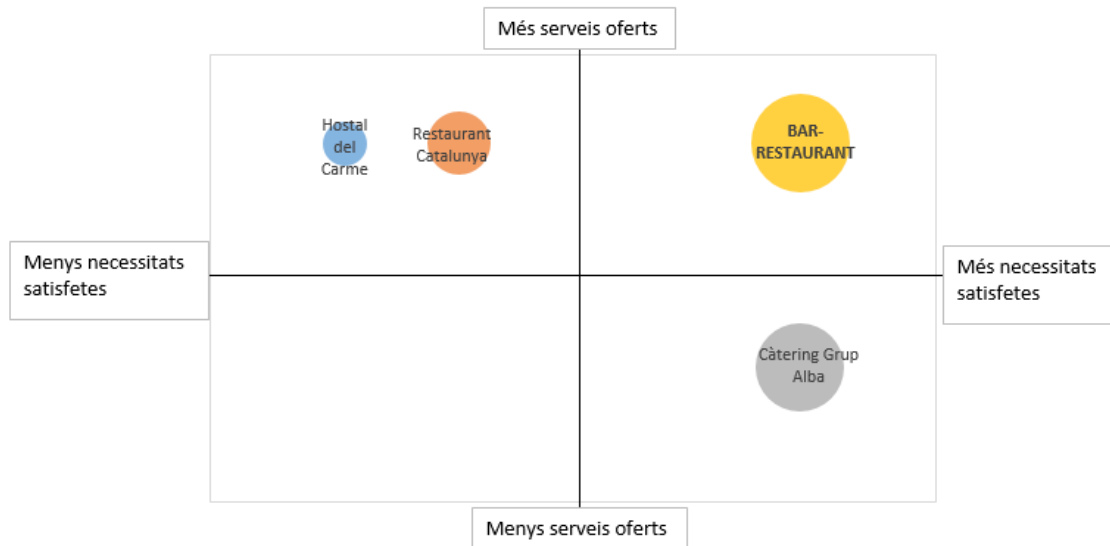 Més serveis oferts
Hostal
del
Carme
Restaurant
Catalunya
BAR-
RESTAURANT
Menys necessitats
satisfetes
Més necessitats
satisfetes
Càtering Grup
Alba
Menys serveis oferts